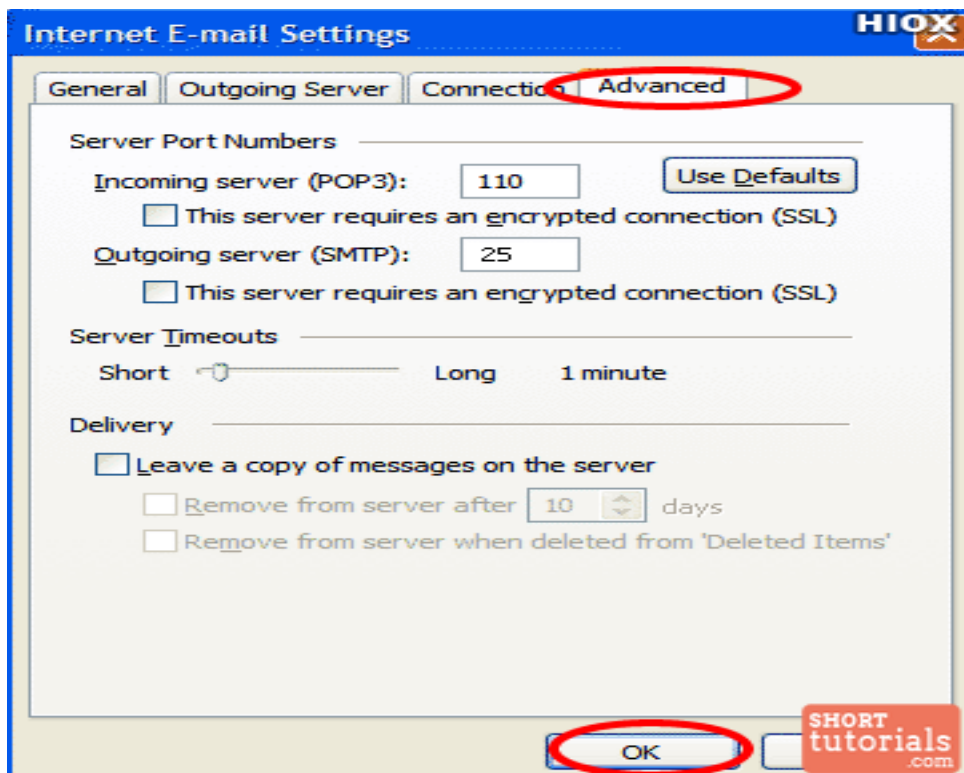 Internet E-mail Settings
HIOX
General Outgoing Server Connection Advanced
Server Port Numbers
Incoming server (POP3): 110 Use Defaults
This server requires an encrypted connection (SSL)
Outgoing server (SMTP): 25
This server requires an encrypted connection (SSL)
Server Timeouts
Short Long 1 minute
Delivery
Leave a copy of messages on the server
Remove from server after 10 days
Remove from server when deleted from 'Deleted Items'
OK
SHORT
tutorials
.com